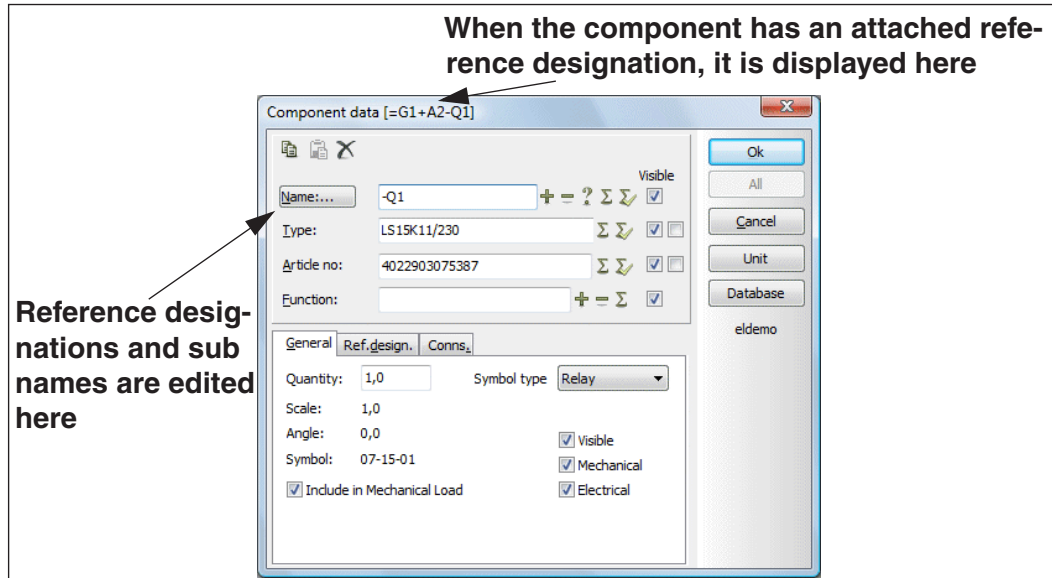 When the component has an attached refe-
rence designation, it is displayed here
Component data [=G1+A2-Q1]
Visible
Name:... -Q1
Type: LS15K11/230
Article no: 4022903075387
Function:
General Ref.design. Conns.
Quantity: 1,0 Symbol type Relay
Scale: 1,0
Angle: 0,0
Symbol: 07-15-01
Visible
Mechanical
Include in Mechanical Load Electrical
Ok
All
Cancel
Unit
Database
eldemo
Reference desig-
nations and sub
names are edited
here